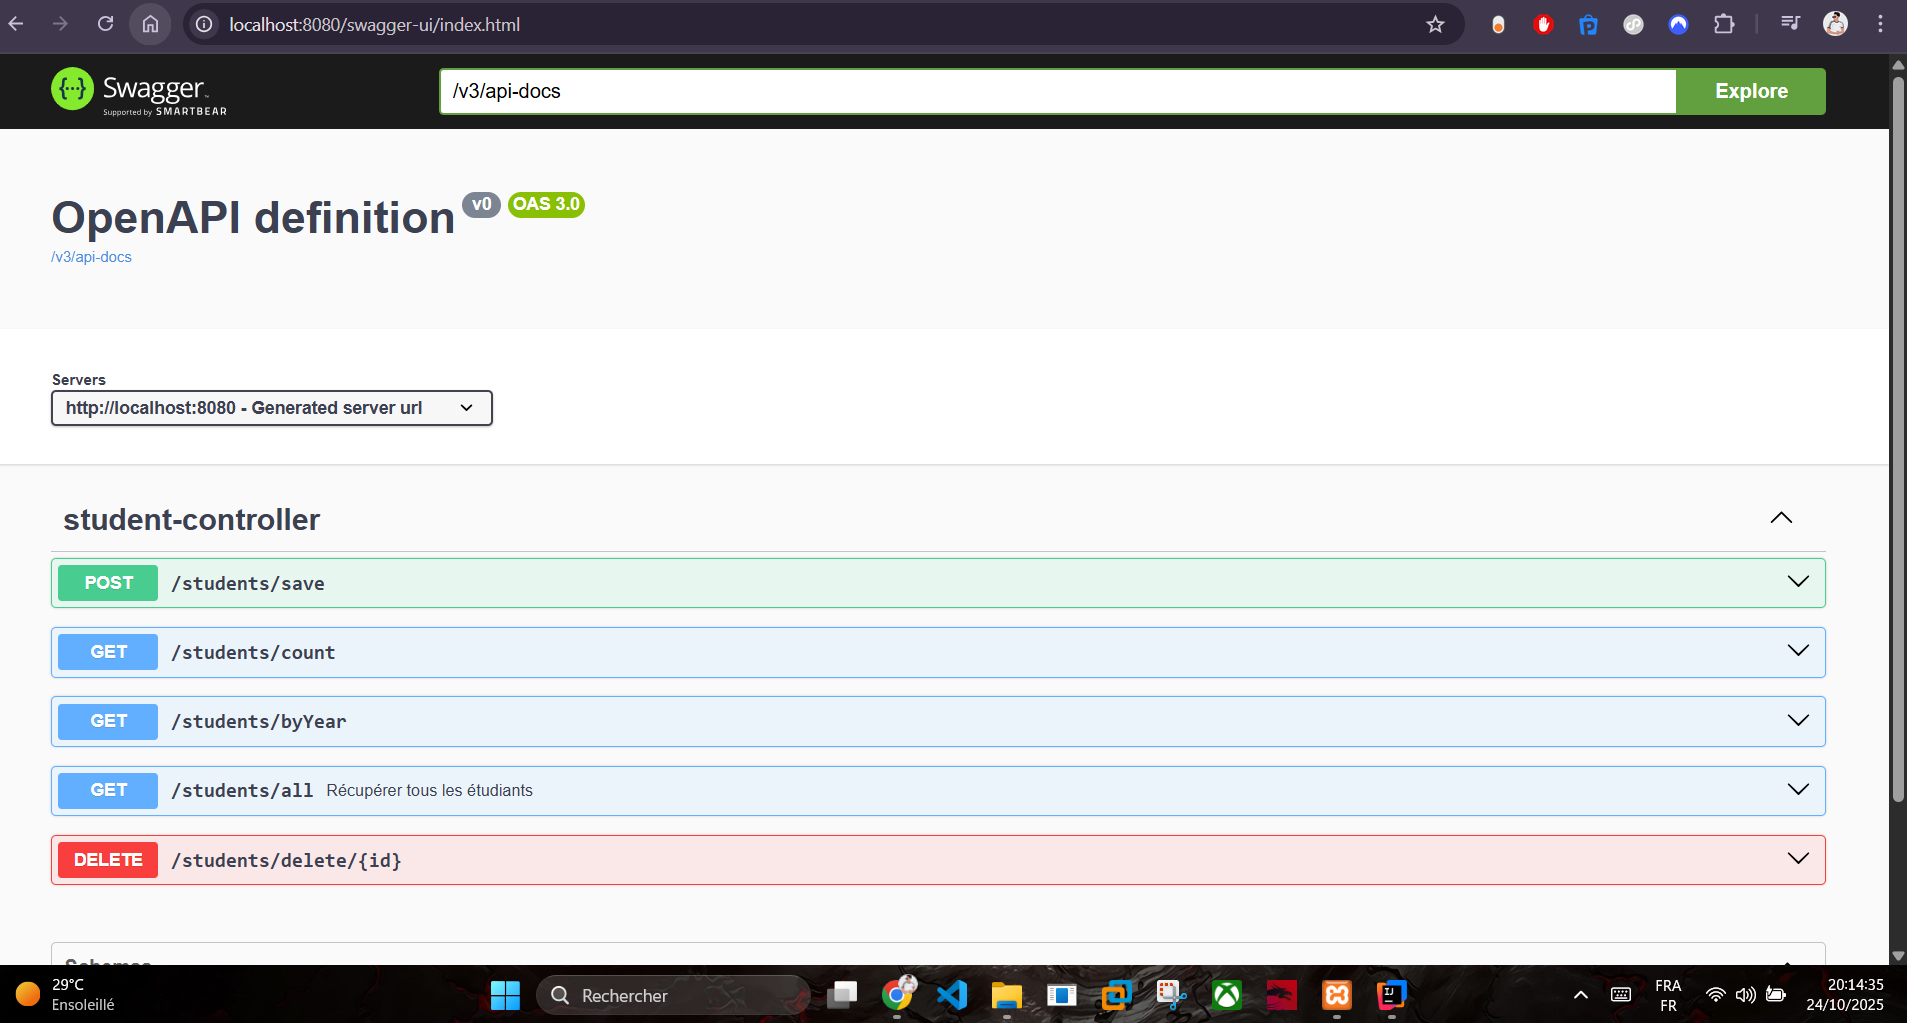 localhost:8080/swagger-ui/index.html
Swagger
Supported by SMARTBEAR
/v3/api-docs
Explore
OpenAPI definition v0 OAS 3.0
/v3/api-docs
Servers
http://localhost:8080 - Generated server url
student-controller
POST /students/save
GET /students/count
GET /students/byYear
GET /students/all Récupérer tous les étudiants
DELETE /students/delete/{id}
Schemas
29°C
Ensoleillé
Rechercher
FRA
FR
20:14:35
24/10/2025